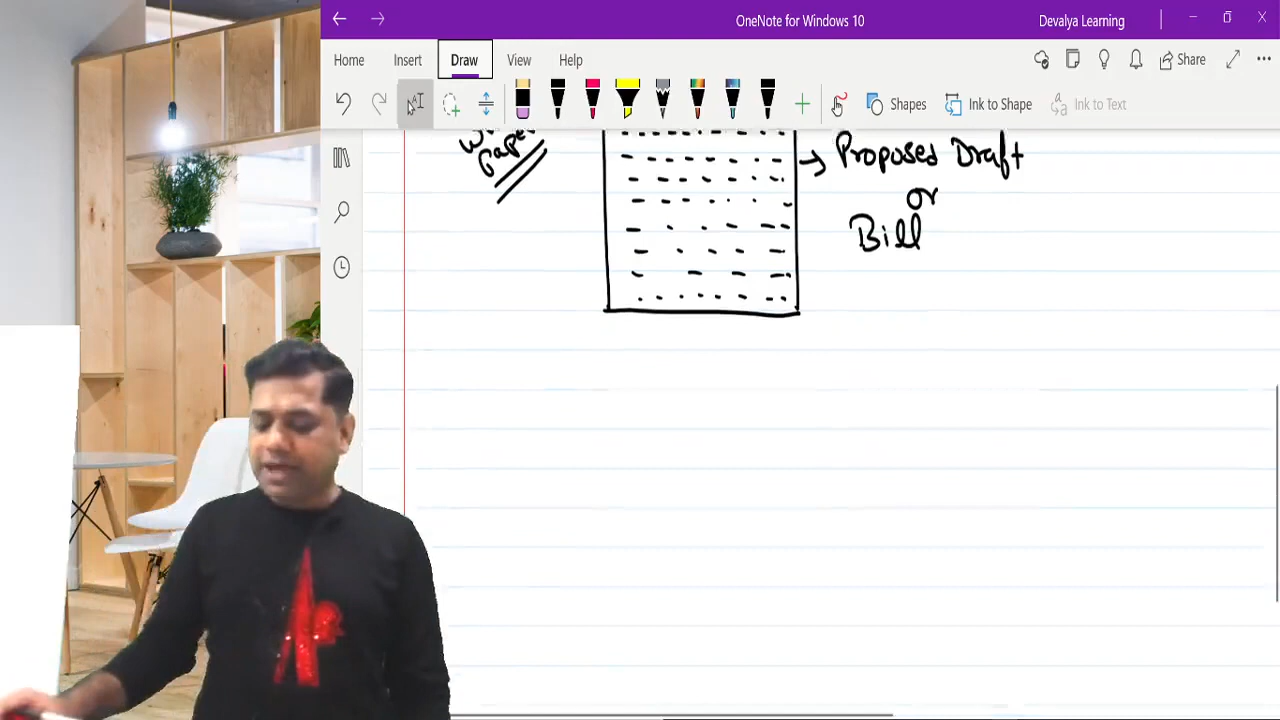 OneNote for Windows 10
Devalya Learning
Home
Insert
Draw
View
Help
Share
Shapes
Ink to Shape
Ink to Text
Paper
→ Proposed Draft
or
Bill